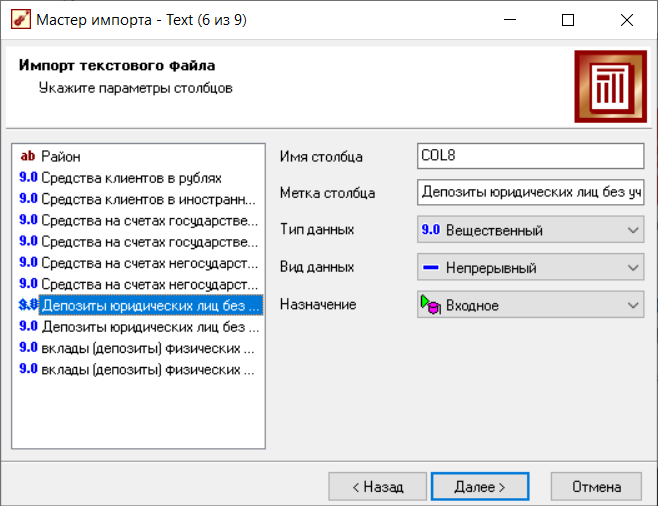 Мастер импорта - Text (6 из 9)
Импорт текстового файла
Укажите параметры столбцов
ab Район
9.0 Средства клиентов в рублях
9.0 Средства клиентов в иностранн...
9.0 Средства на счетах государстве...
9.0 Средства на счетах государстве...
9.0 Средства на счетах негосударст...
9.0 Средства на счетах негосударст...
9.0 Депозиты юридических лиц без ...
9.0 Депозиты юридических лиц без ...
9.0 вклады (депозиты) физических ...
9.0 вклады (депозиты) физических ...
Имя столбца COL8
Метка столбца Депозиты юридических лиц без уч
Тип данных 9.0 Вещественный
Вид данных Непрерывный
Назначение Входное
< Назад Далее > Отмена